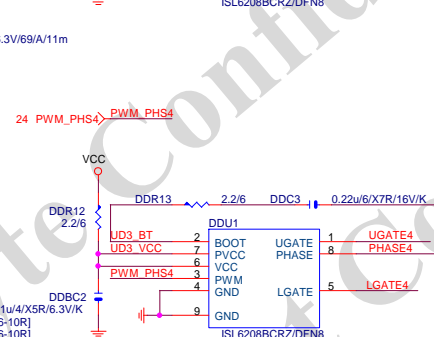 ISL6208BCRZ/DFN8
.3V/69/A/11m
24 PWM_PHS4 PWM_PHS4
VCC
DDR13 2.2/6 DDC3 0.22u/6/X7R/16V/K
DDR12
2.2/6
DDU1
UD3_BT 2 BOOT UGATE 1 UGATE4
UD3_VCC 7 PVCC PHASE 8 PHASE4
6 VCC
PWM_PHS4 3 PWM
4 GND LGATE 5 LGATE4
9 GND
DDBC2
1u/4/X5R/6.3V/K
6-10R]
6-10R]
ISL6208BCRZ/DFN8